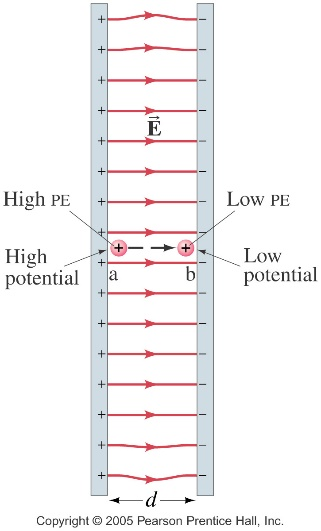 E
High PE
Low PE
High
potential
Low
potential
a
b
d
Copyright © 2005 Pearson Prentice Hall, Inc.